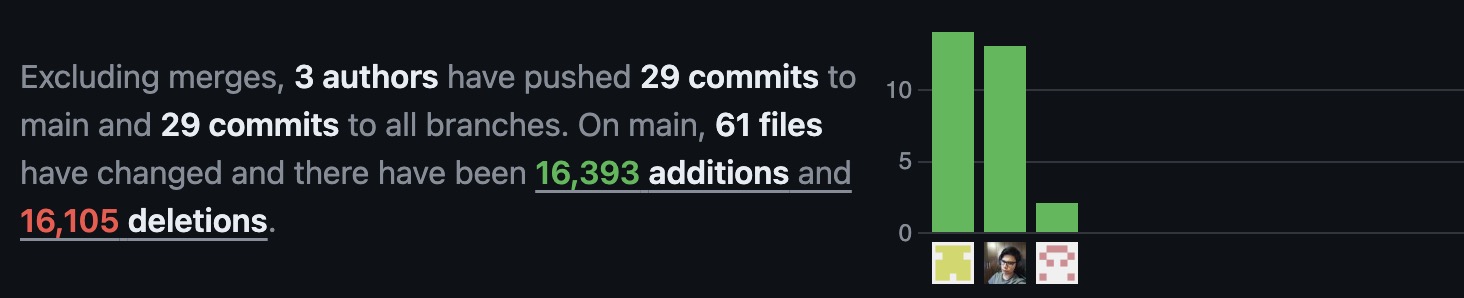 Excluding merges, 3 authors have pushed 29 commits to
main and 29 commits to all branches. On main, 61 files
have changed and there have been 16,393 additions and
16,105 deletions.
10
5
0